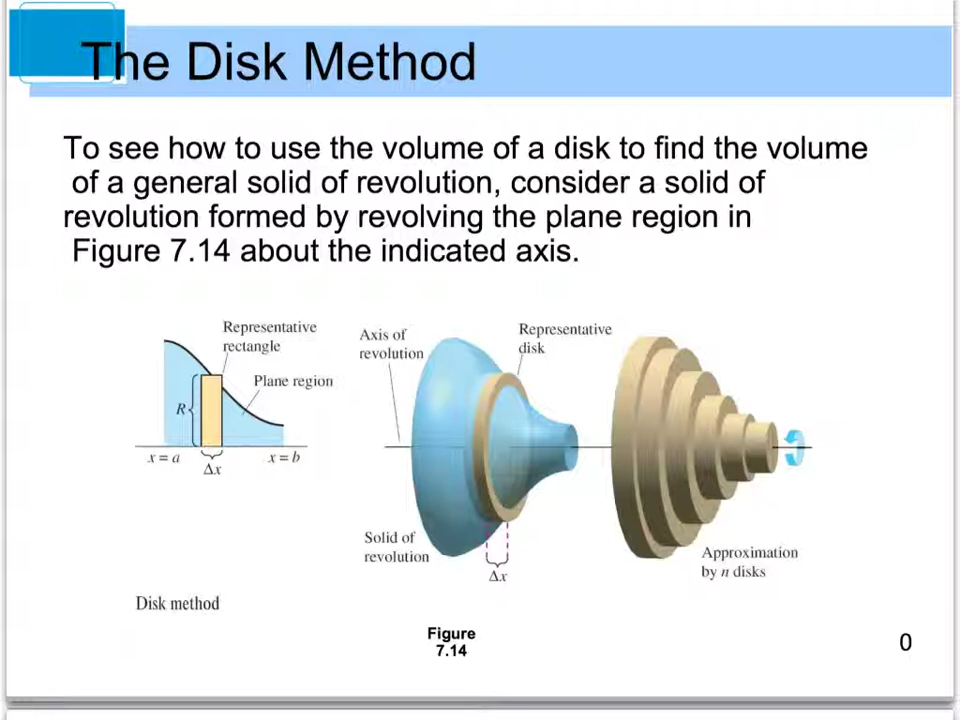 The Disk Method
To see how to use the volume of a disk to find the volume
of a general solid of revolution, consider a solid of
revolution formed by revolving the plane region in
Figure 7.14 about the indicated axis.
Representative
rectangle
Plane region
R
x = a
Δx
x = b
Axis of
revolution
Representative
disk
Solid of
revolution
Δx
Approximation
by n disks
Disk method
Figure
7.14
0